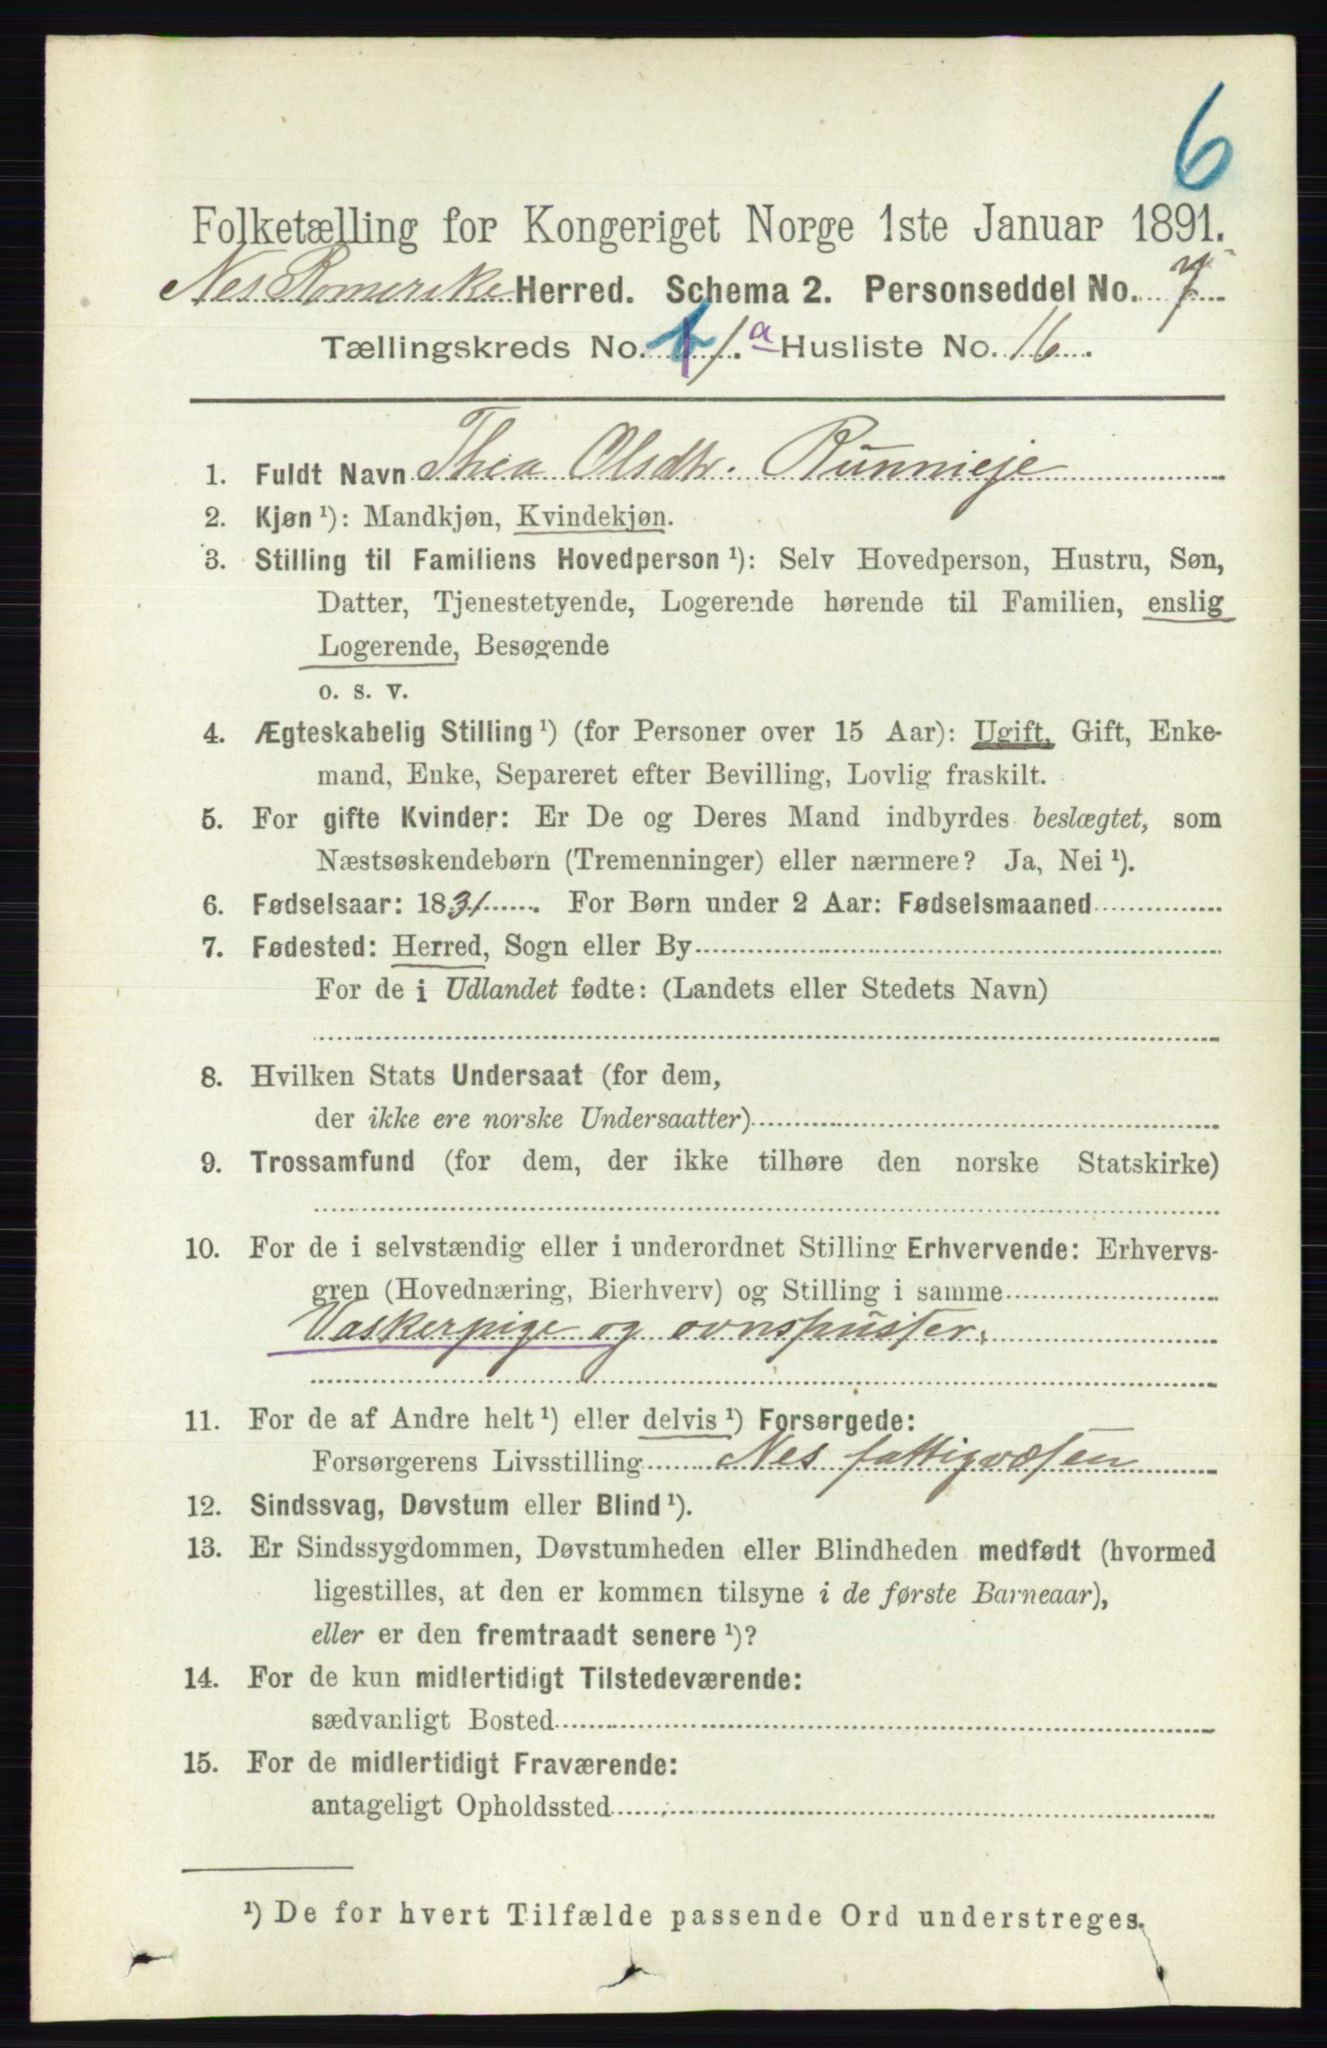 6
Folketælling for Kongeriget Norge 1ste Januar 1891.
Nes Romerike Herred. Schema 2. Personseddel No. 7
Tællingskreds No. 1 a Husliste No. 16.
1. Fuldt Navn Thea Olsdtr. Runnieje
2. Kjøn ¹): Mandkjøn, Kvindekjøn.
3. Stilling til Familiens Hovedperson ¹): Selv Hovedperson, Hustru, Søn,
Datter, Tjenestetyende, Logerende hørende til Familien, enslig
Logerende, Besøgende
o. s. v.
4. Ægteskabelig Stilling ¹) (for Personer over 15 Aar): Ugift, Gift, Enke-
mand, Enke, Separeret efter Bevilling, Lovlig fraskilt.
5. For gifte Kvinder: Er De og Deres Mand indbyrdes beslægtet, som
Næstsøskendebørn (Tremenninger) eller nærmere? Ja, Nei ¹).
6. Fødselsaar: 1831. For Børn under 2 Aar: Fødselsmaaned
7. Fødested: Herred, Sogn eller By
For de i Udlandet fødte: (Landets eller Stedets Navn)
8. Hvilken Stats Undersaat (for dem,
der ikke ere norske Undersaatter)
9. Trossamfund (for dem, der ikke tilhøre den norske Statskirke)
10. For de i selvstændig eller i underordnet Stilling Erhvervende: Erhvervs-
gren (Hovednæring, Bierhverv) og Stilling i samme
Vaskerpige og ovnspusser.
11. For de af Andre helt ¹) eller delvis ¹) Forsørgede:
Forsørgerens Livsstilling Nes fattigvæsen
12. Sindssvag, Døvstum eller Blind ¹).
13. Er Sindssygdommen, Døvstumheden eller Blindheden medfødt (hvormed
ligestilles, at den er kommen tilsyne i de første Barneaar),
eller er den fremtraadt senere ¹)?
14. For de kun midlertidigt Tilstedeværende:
sædvanligt Bosted
15. For de midlertidigt Fraværende:
antageligt Opholdssted
¹) De for hvert Tilfælde passende Ord understreges.